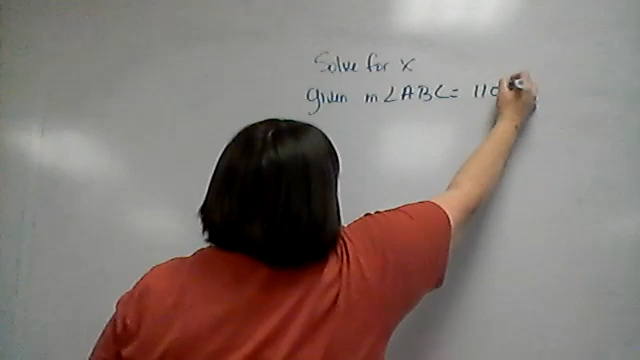 Solve for x
Given m∠ABC = 110